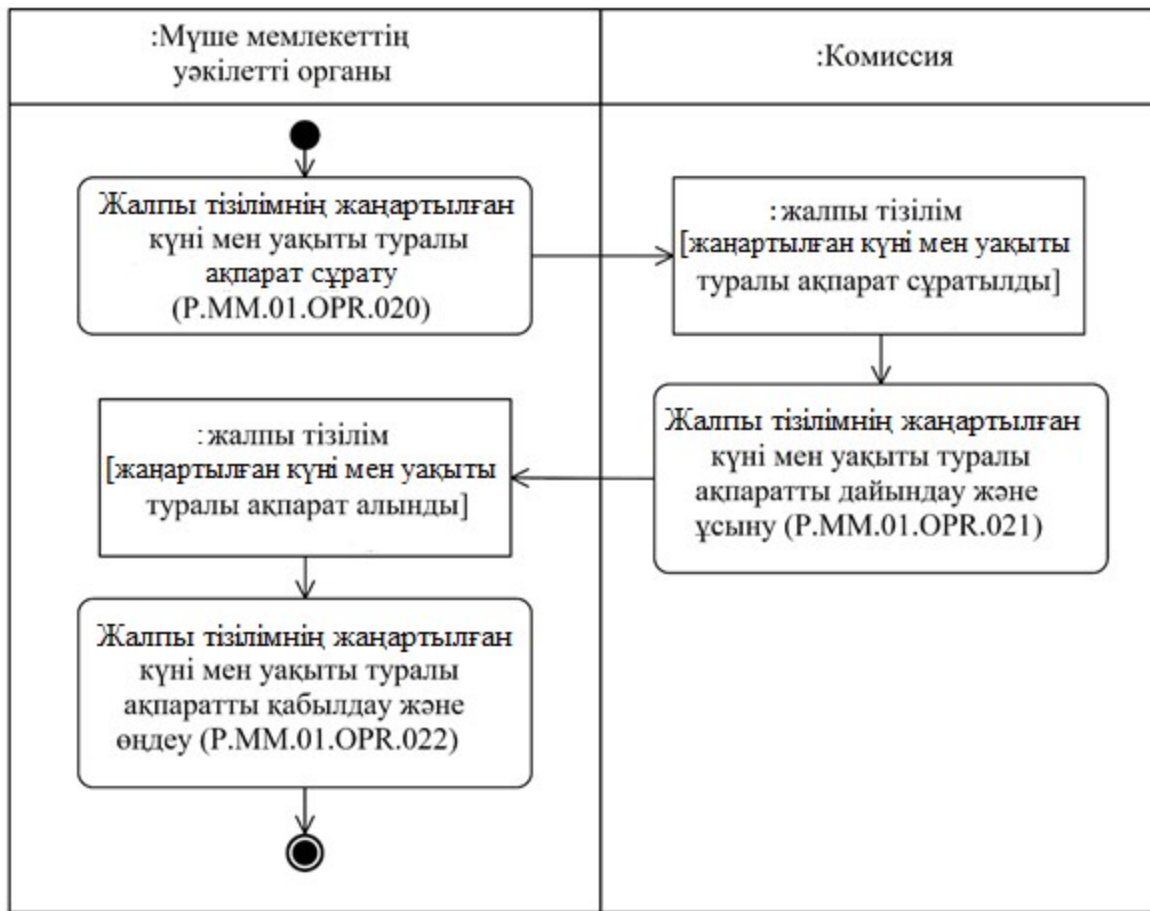 :Мүше мемлекеттің
уәкілетті органы
:Комиссия
Жалпы тізілімнің жаңартылған
күні мен уақыты туралы
ақпарат сұрату
(P.MM.01.OPR.020)
:жалпы тізілім
[жаңартылған күні мен уақыты
туралы ақпарат сұратылды]
Жалпы тізілімнің жаңартылған
күні мен уақыты туралы
ақпаратты дайындау және
ұсыну (P.MM.01.OPR.021)
:жалпы тізілім
[жаңартылған күні мен уақыты
туралы ақпарат алынды]
Жалпы тізілімнің жаңартылған
күні мен уақыты туралы
ақпаратты қабылдау және
өңдеу (P.MM.01.OPR.022)